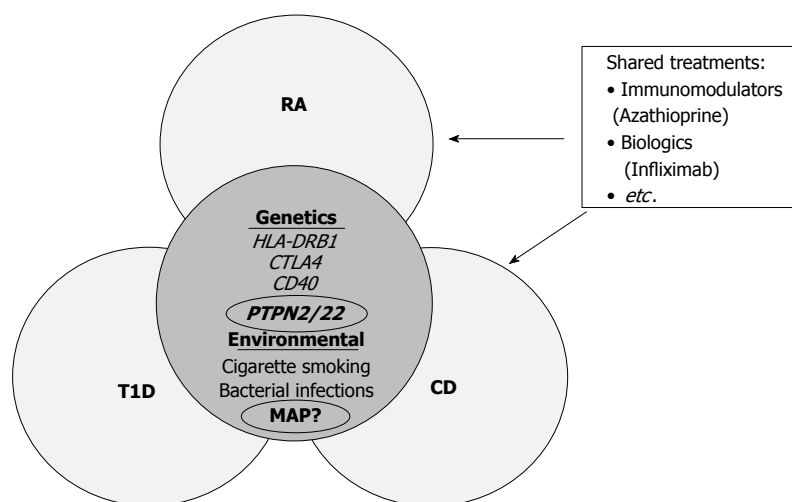 RA
Shared treatments:
• Immunomodulators
(Azathioprine)
• Biologics
(Infliximab)
• etc.
Genetics
HLA-DRB1
CTLA4
CD40
PTPN2/22
Environmental
Cigarette smoking
Bacterial infections
MAP?
T1D
CD